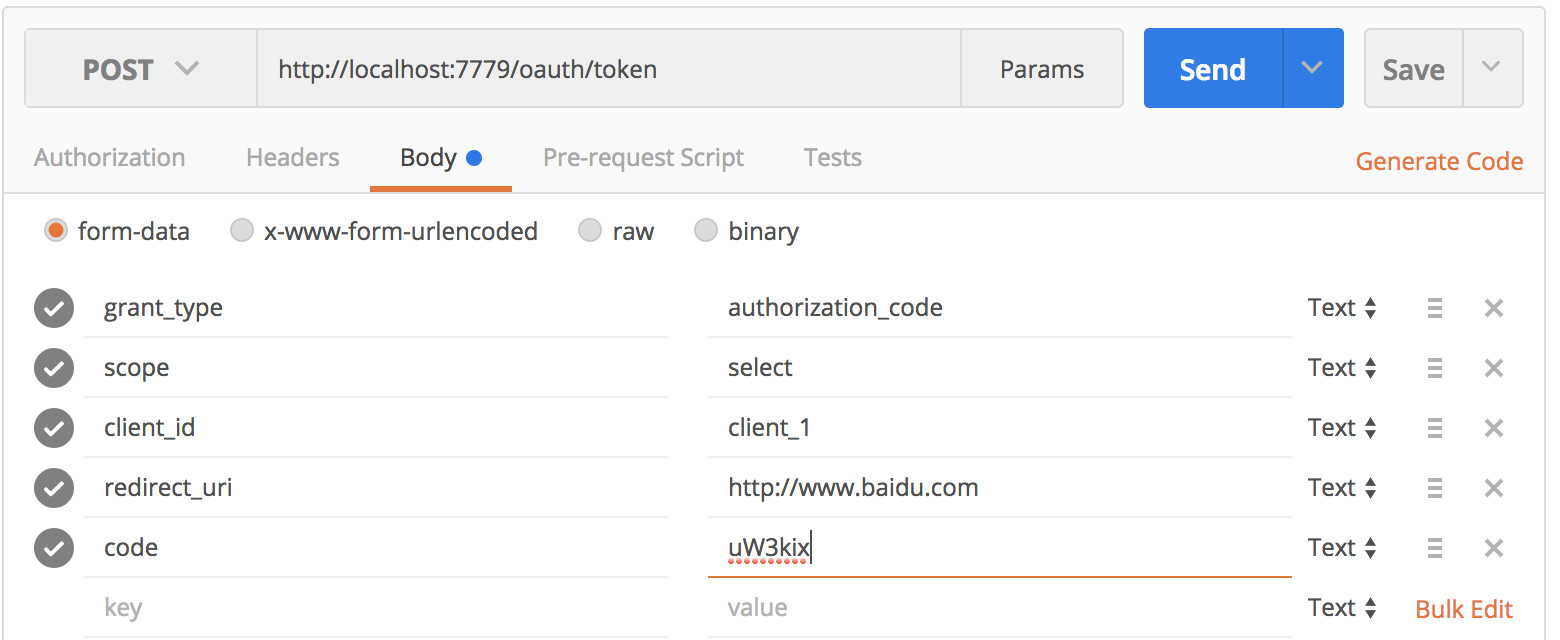 POST http://localhost:7779/oauth/token Params Send Save
Authorization Headers Body Pre-request Script Tests Generate Code
form-data x-www-form-urlencoded raw binary
grant_type authorization_code Text
scope select Text
client_id client_1 Text
redirect_uri http://www.baidu.com Text
code uW3kix Text
key value Text Bulk Edit